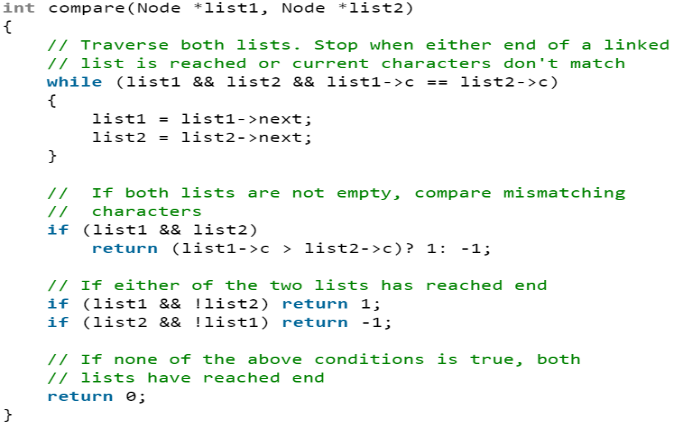 int compare(Node *list1, Node *list2)
{
    // Traverse both lists. Stop when either end of a linked
    // list is reached or current characters don't match
    while (list1 && list2 && list1->c == list2->c)
    {
        list1 = list1->next;
        list2 = list2->next;
    }
    //  If both lists are not empty, compare mismatching
    //  characters
    if (list1 && list2)
        return (list1->c > list2->c)? 1: -1;
    // If either of the two lists has reached end
    if (list1 && !list2) return 1;
    if (list2 && !list1) return -1;
    // If none of the above conditions is true, both
    // lists have reached end
    return 0;
}